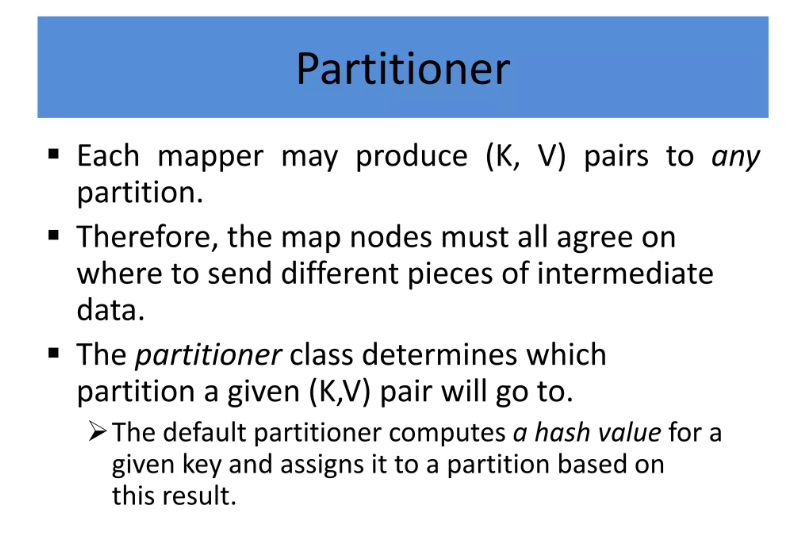 Partitioner
▪ Each mapper may produce (K, V) pairs to any
partition.
▪ Therefore, the map nodes must all agree on
where to send different pieces of intermediate
data.
▪ The partitioner class determines which
partition a given (K,V) pair will go to.
➢ The default partitioner computes a hash value for a
given key and assigns it to a partition based on
this result.